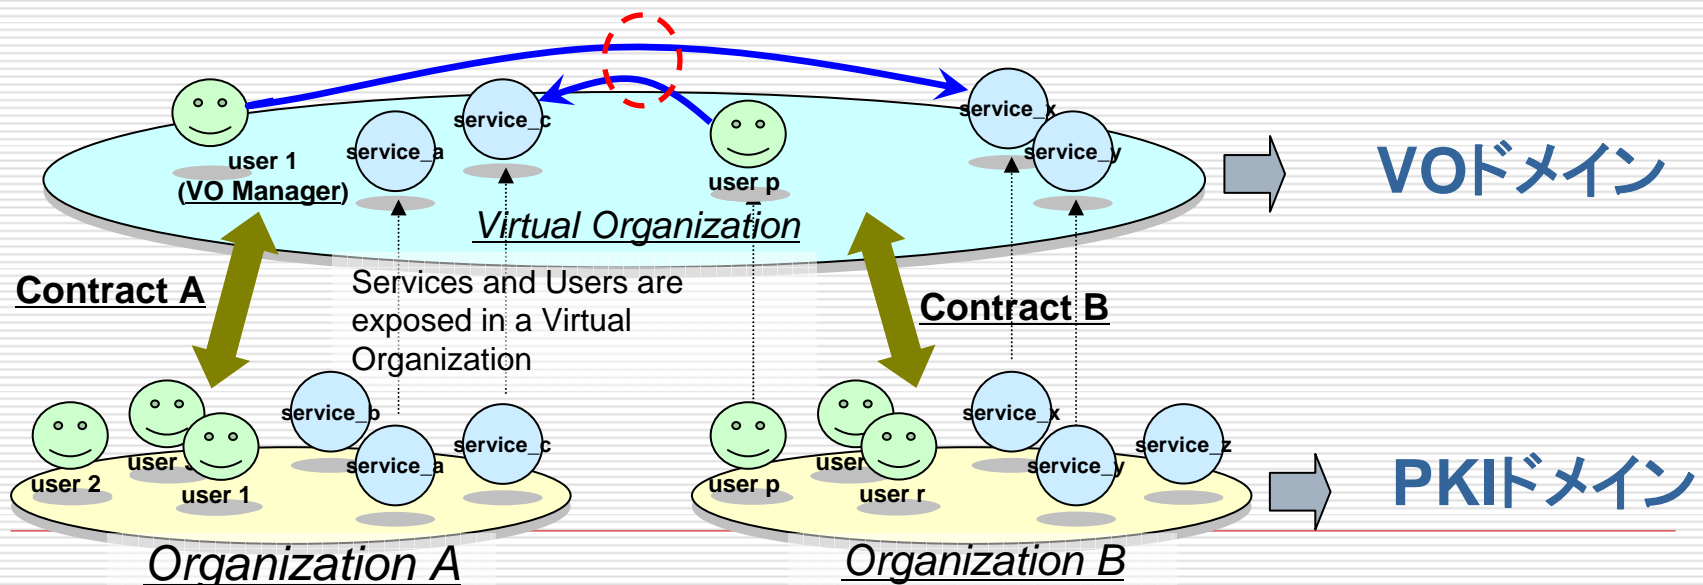 service_x
service_c
service_a
service_y
user 1
(VO Manager)
user p
VOドメイン
Virtual Organization
Contract A
Services and Users are
exposed in a Virtual
Organization
Contract B
service_b
service_a
service_c
user 2
user
user 1
service_x
service_y
service_z
user p
user
user r
PKIドメイン
Organization A
Organization B